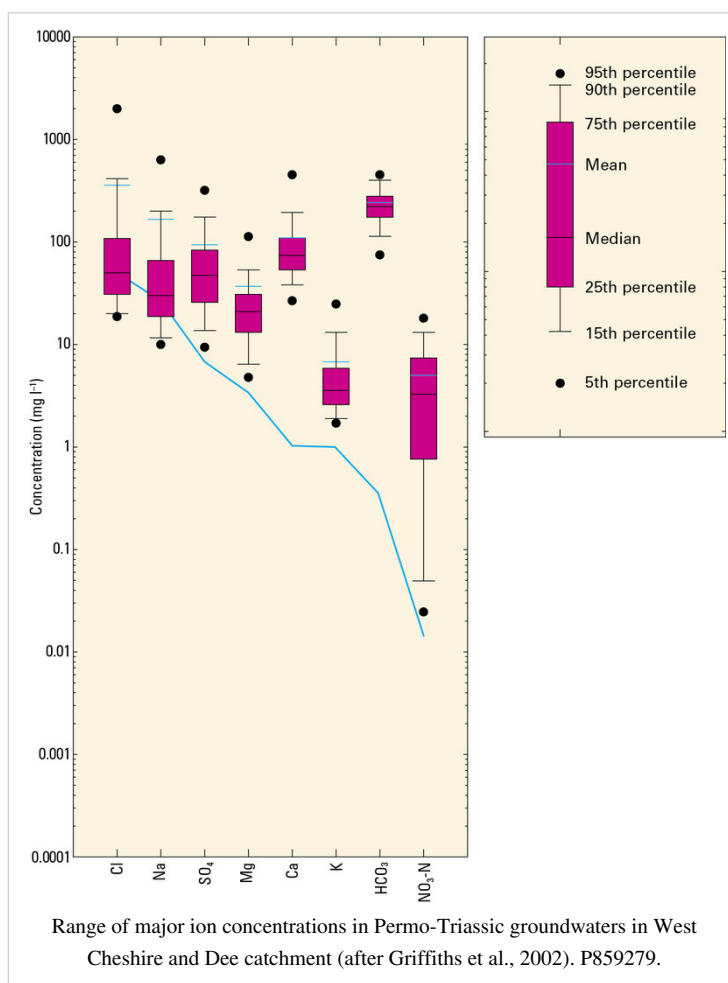 10000
1000
100
10
1
0.1
0.01
0.001
0.0001
Concentration (mg l⁻¹)
Cl
Na
SO₄
Mg
Ca
K
HCO₃
NO₃-N
95th percentile
90th percentile
75th percentile
Mean
Median
25th percentile
15th percentile
5th percentile
Range of major ion concentrations in Permo-Triassic groundwaters in West
Cheshire and Dee catchment (after Griffiths et al., 2002). P859279.